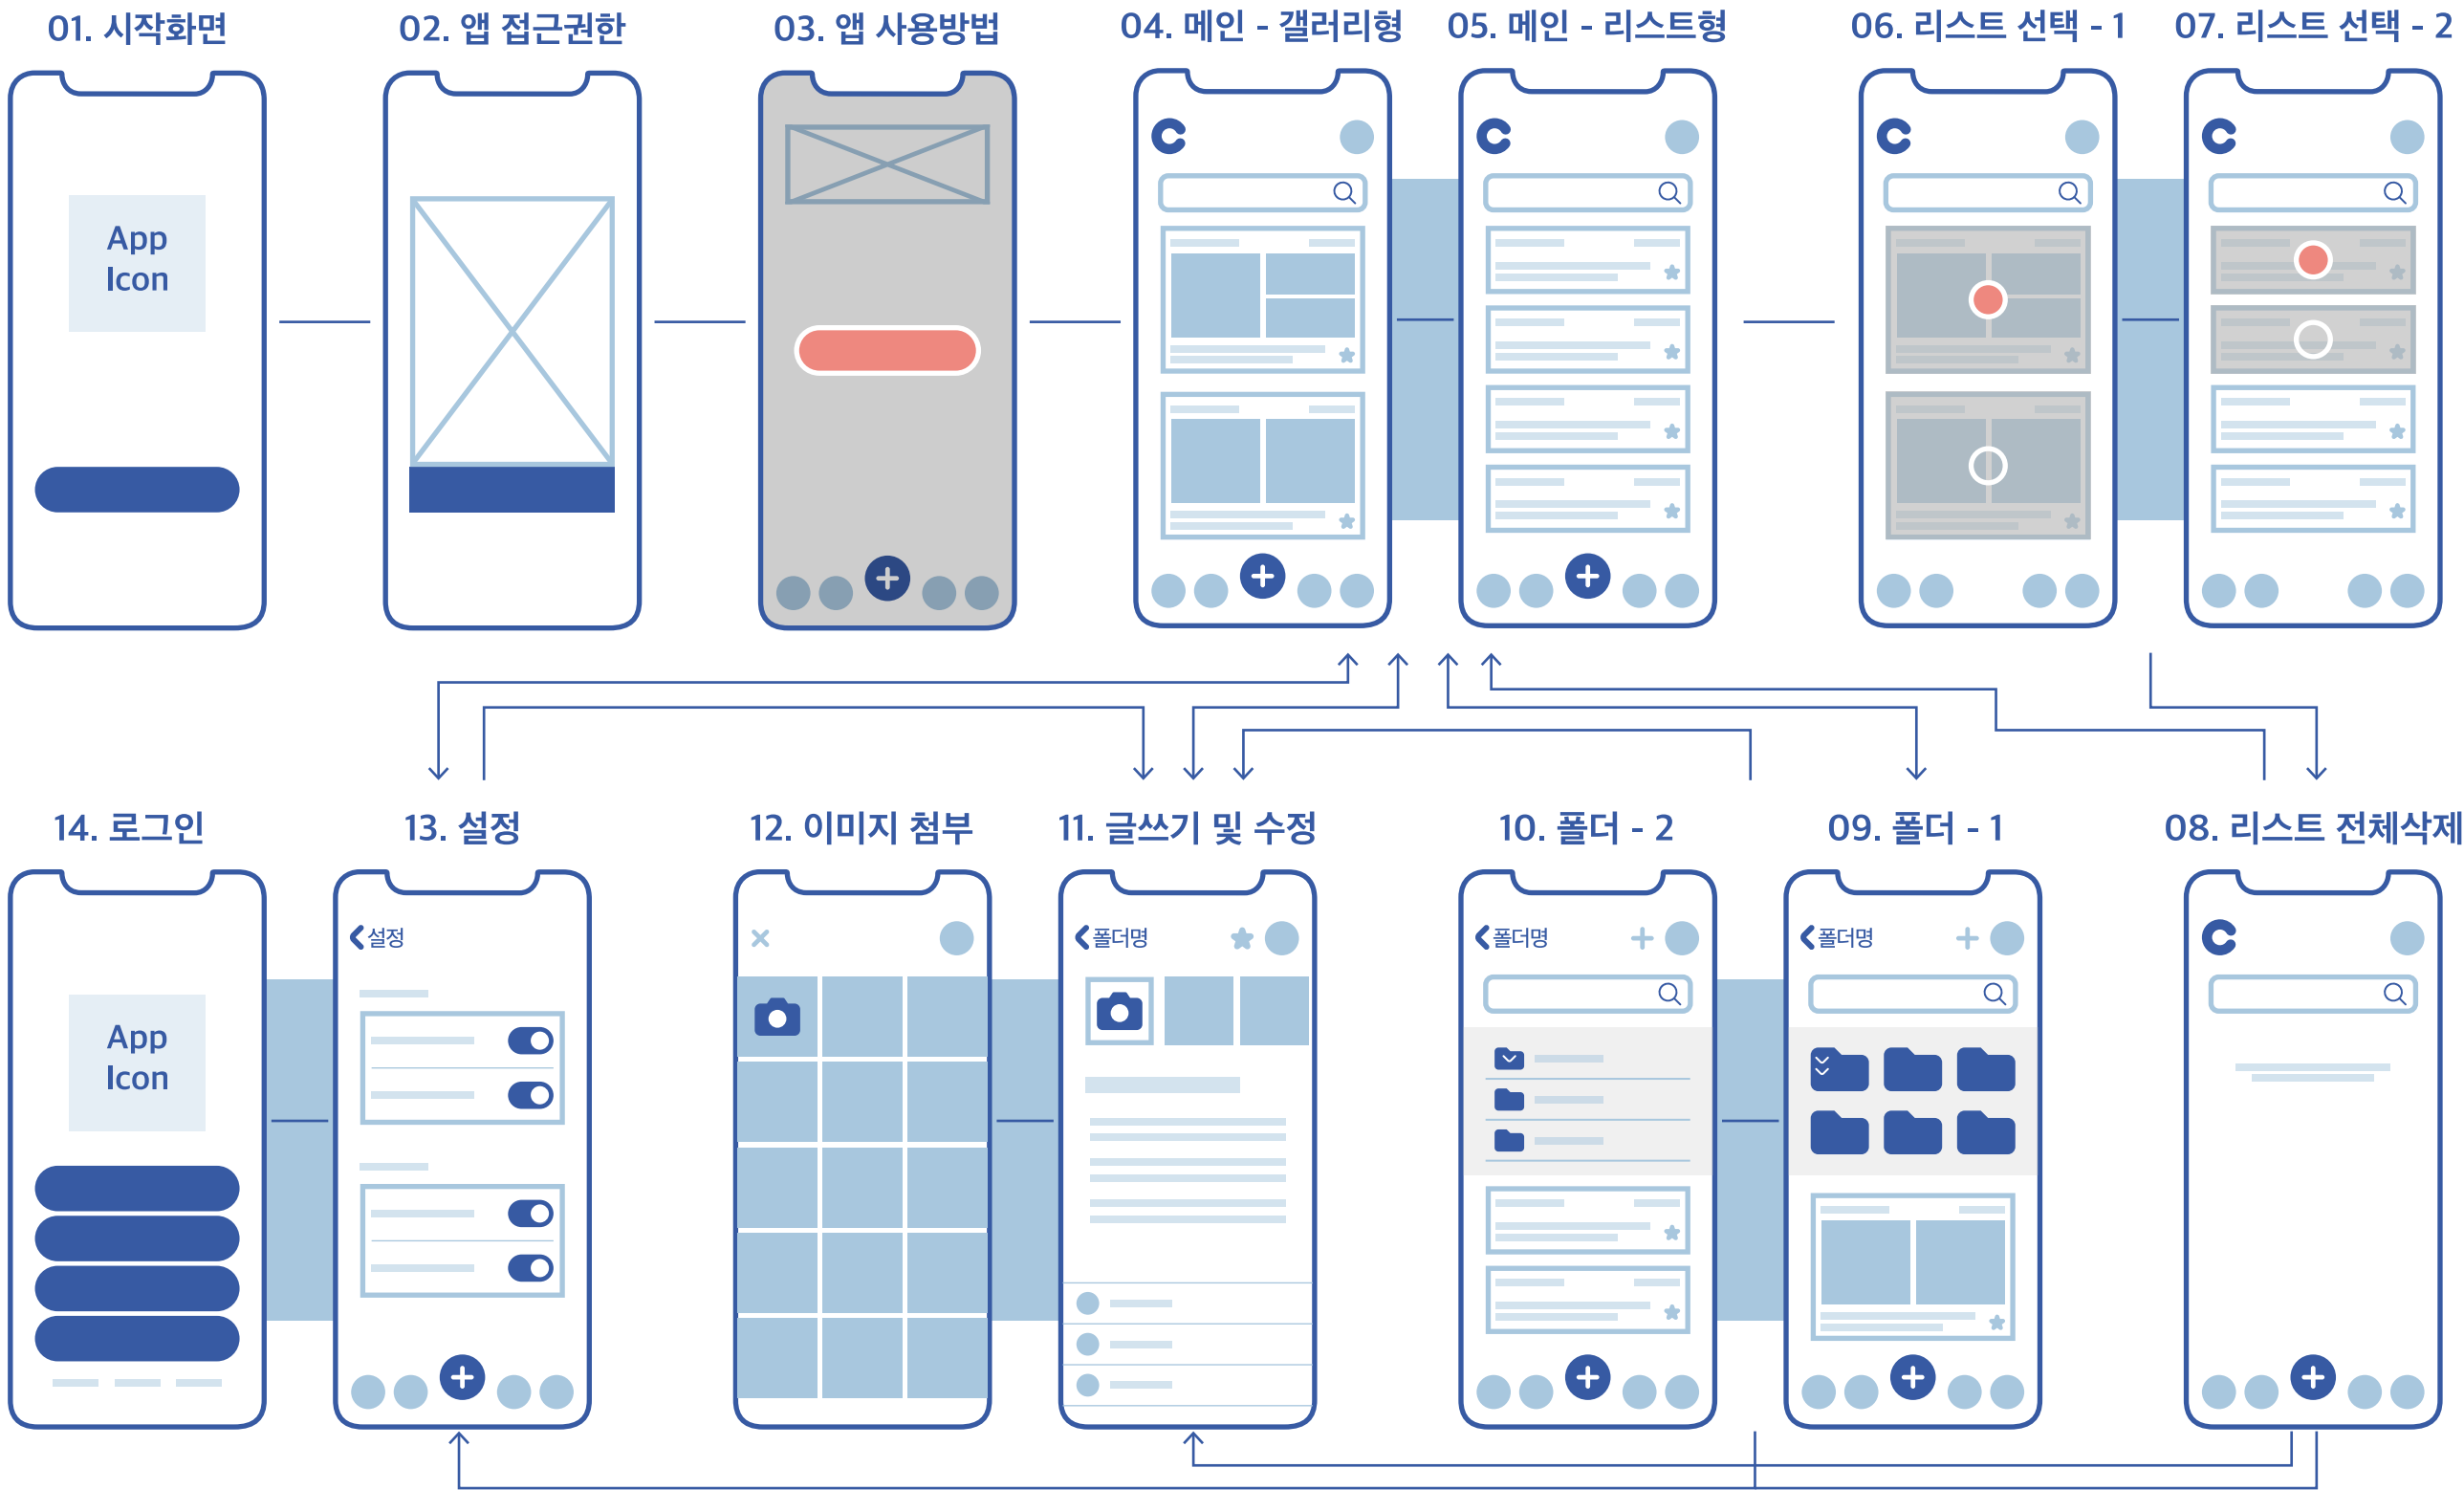 01. 시작화면
02. 앱 접근권한
03. 앱 사용방법
04. 메인 - 갤러리형
05. 메인 - 리스트형
06. 리스트 선택 - 1
07. 리스트 선택 - 2
App
Icon
14. 로그인
13. 설정
12. 이미지 첨부
11. 글쓰기 및 수정
10. 폴더 - 2
09. 폴더 - 1
08. 리스트 전체삭제
설정
폴더명
폴더명
폴더명
App
Icon